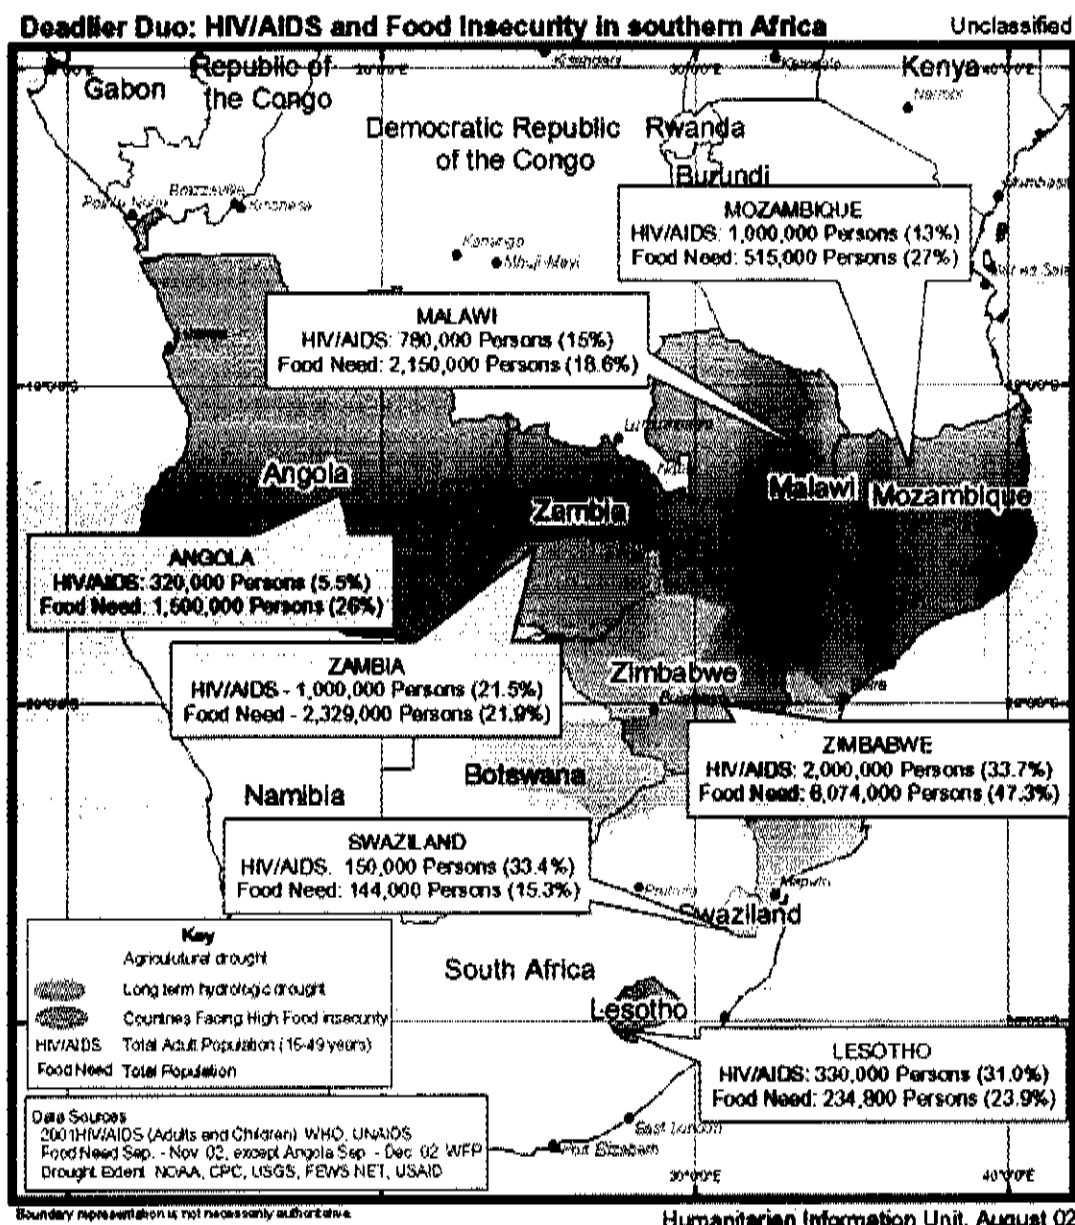 Deadlier Duo: HIV/AIDS and Food Insecurity in southern Africa
Unclassified
Gabon
Republic of
the Congo
Democratic Republic
of the Congo
Rwanda
Burundi
Kenya
Nairobi
Brazzaville
Kinshasa
Kananga
Mbuji-Mayi
MOZAMBIQUE
HIV/AIDS: 1,000,000 Persons (13%)
Food Need: 515,000 Persons (27%)
MALAWI
HIV/AIDS: 780,000 Persons (15%)
Food Need: 2,150,000 Persons (18.6%)
Angola
Zambia
Malawi
Mozambique
ANGOLA
HIV/AIDS: 320,000 Persons (5.5%)
Food Need: 1,500,000 Persons (26%)
ZAMBIA
HIV/AIDS - 1,000,000 Persons (21.5%)
Food Need - 2,329,000 Persons (21.9%)
Zimbabwe
ZIMBABWE
HIV/AIDS: 2,000,000 Persons (33.7%)
Food Need: 6,074,000 Persons (47.3%)
Botswana
Namibia
SWAZILAND
HIV/AIDS. 150,000 Persons (33.4%)
Food Need: 144,000 Persons (15.3%)
Maputo
Swaziland
South Africa
Lesotho
LESOTHO
HIV/AIDS: 330,000 Persons (31.0%)
Food Need: 234,800 Persons (23.9%)
Key
Agriculutural drought
Long term hydrologic drought
Countries Facing High Food insecurity
HIV/AIDS Total Adult Population (15-49 years)
Food Need Total Population
Data Sources
2001HIV/AIDS (Adults and Children) WHO, UNAIDS
Food Need Sep. - Nov 02, except Angola Sep - Dec 02 WFP
Drought Extent NOAA, CPC, USGS, FEWS NET, USAID
East London
Port Elizabeth
30°00'E
40°00'E
Boundary representation is not necessarily authoritative
Humanitarian Information Unit, August 02